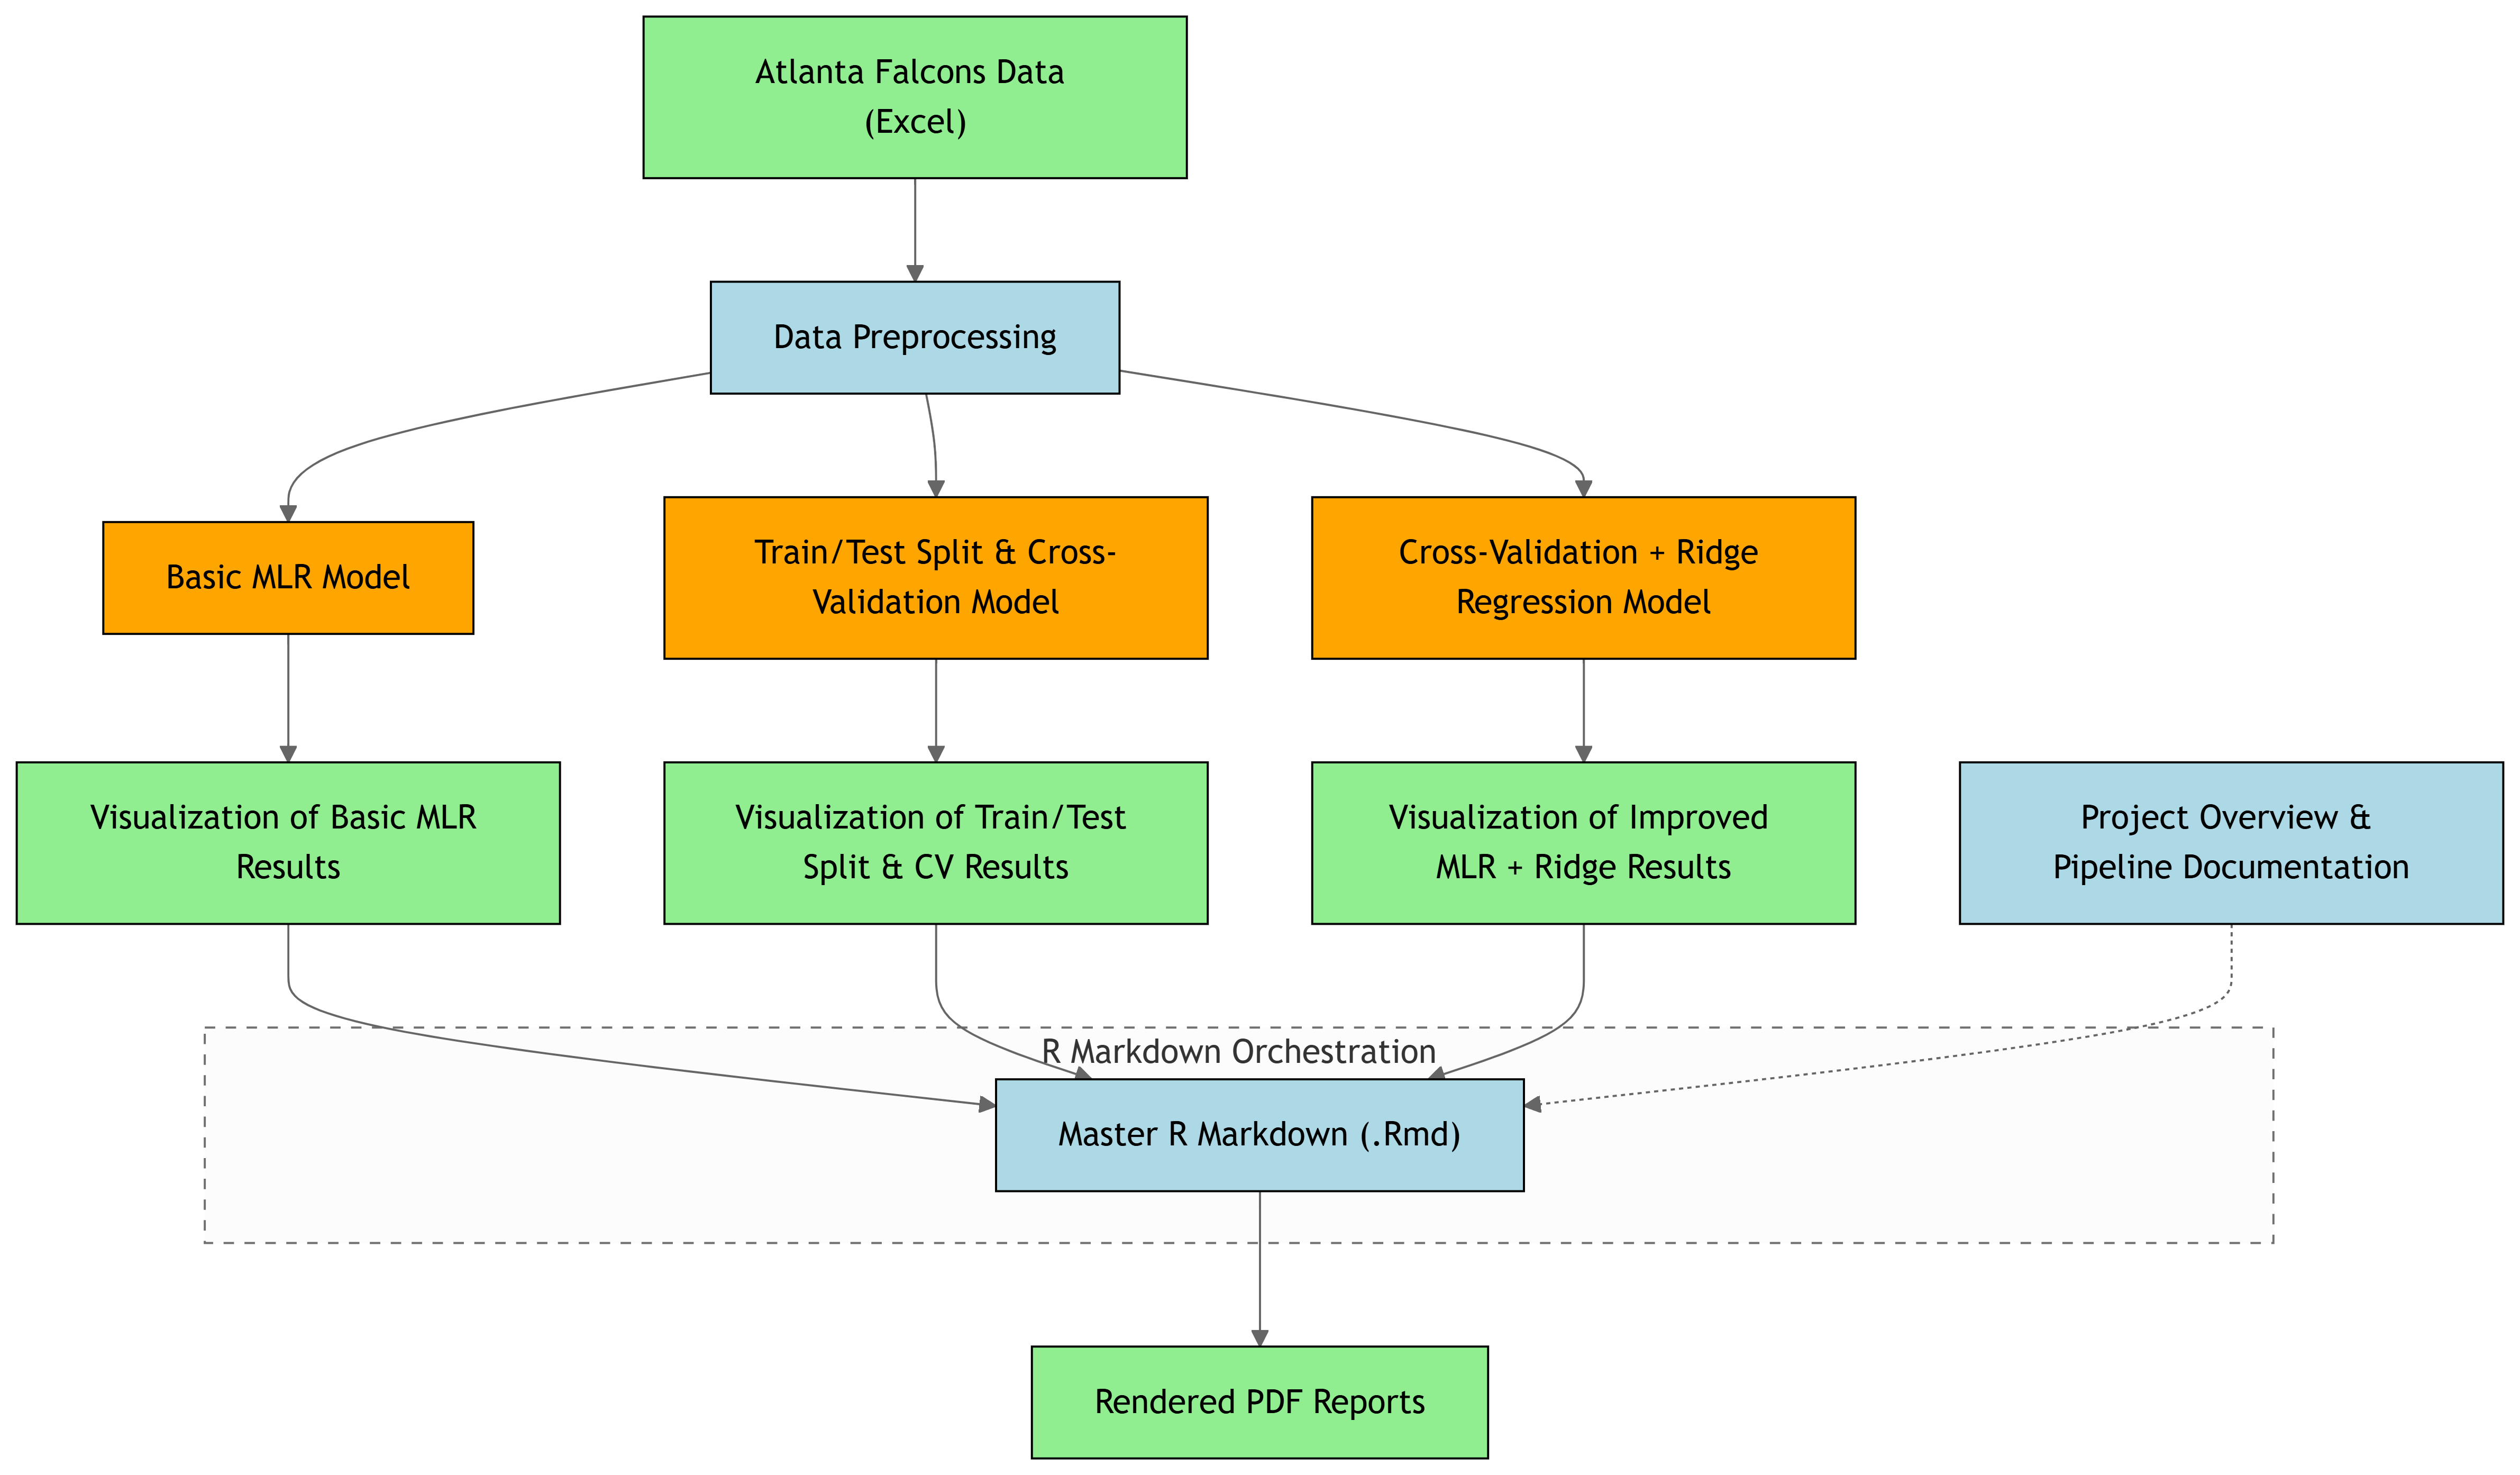 Atlanta Falcons Data
(Excel)
Data Preprocessing
Basic MLR Model
Train/Test Split & Cross-
Validation Model
Cross-Validation + Ridge
Regression Model
Visualization of Basic MLR
Results
Visualization of Train/Test
Split & CV Results
Visualization of Improved
MLR + Ridge Results
Project Overview &
Pipeline Documentation
R Markdown Orchestration
Master R Markdown (.Rmd)
Rendered PDF Reports